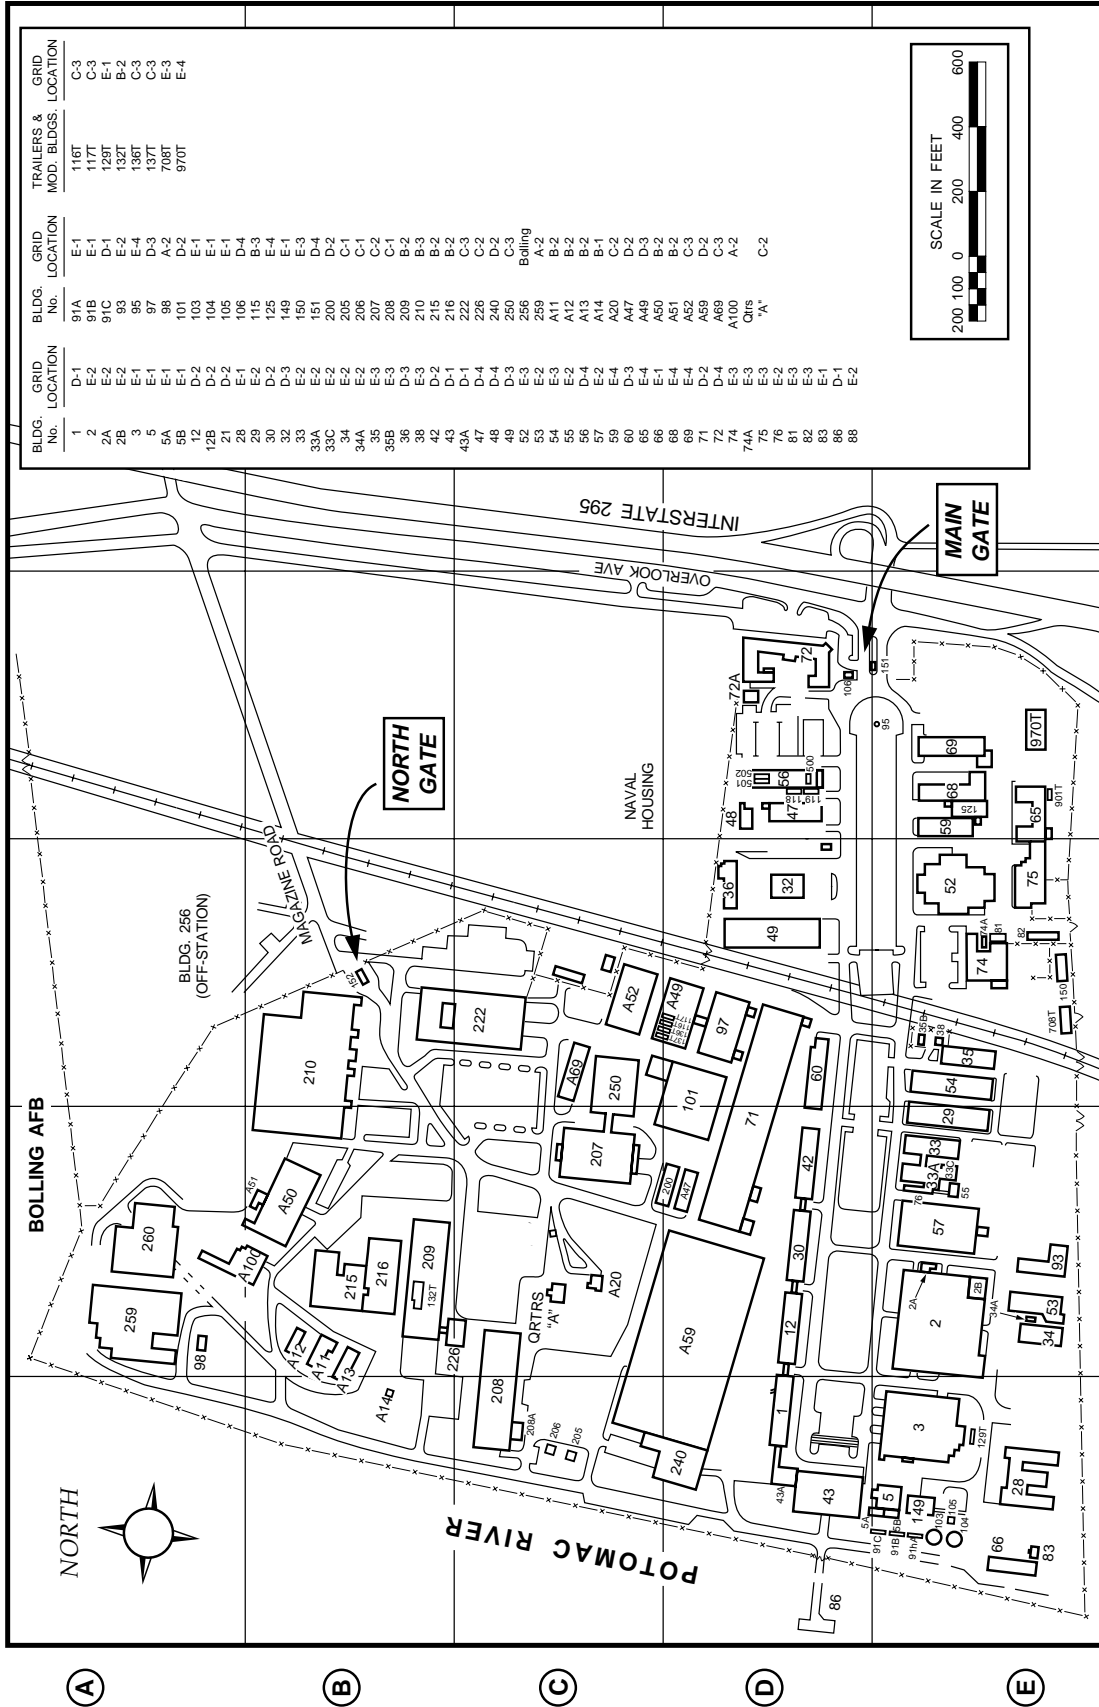 BLDG. No. GRID LOCATION BLDG. No. GRID LOCATION TRAILERS & MOD. BLDGS. GRID LOCATION
1 D-1 91A E-1 116T C-3
2 E-2 91B E-1 117T C-3
2A E-2 91C D-1 129T E-1
2B E-2 93 E-2 132T B-2
3 E-1 95 E-4 136T C-3
5 E-1 97 D-3 137T C-3
5A E-1 98 A-2 708T E-3
5B E-1 101 D-2 970T E-4
12 D-2 103 E-1
12B D-2 104 E-1
21 D-2 105 E-1
28 E-1 106 D-4
29 E-2 115 B-3
30 D-2 125 E-4
32 D-3 149 E-1
33 E-2 150 E-3
33A E-2 151 D-4
33C E-2 200 D-2
34 E-2 205 C-1
34A E-2 206 C-1
35 E-3 207 C-2
35B E-3 208 C-1
36 D-3 209 B-2
38 E-3 210 B-3
42 D-2 215 B-2
43 D-1 216 B-2
43A D-1 222 C-3
47 D-4 226 C-2
48 D-4 240 D-2
49 D-3 250 C-3
52 E-3 256 Bolling
53 E-2 259 A-2
54 E-3 A11 B-2
55 E-2 A12 B-2
56 D-4 A13 B-2
57 E-2 A14 B-1
59 E-4 A20 C-2
60 D-3 A47 D-2
65 E-4 A49 D-3
66 E-1 A50 B-2
68 E-4 A51 B-2
69 E-4 A52 C-3
71 D-2 A59 D-2
72 D-4 A69 C-3
74 E-3 A100 A-2
74A E-3 Qtrs
75 E-3 "A" C-2
76 E-2
81 E-3
82 E-3
83 E-1
86 D-1
88 E-2
SCALE IN FEET
200 100 0 200 400 600
INTERSTATE 295
OVERLOOK AVE
MAIN
GATE
NORTH
GATE
MAGAZINE ROAD
BLDG. 256
(OFF-STATION)
NAVAL
HOUSING
BOLLING AFB
POTOMAC RIVER
NORTH
A
B
C
D
E
259
260
98
A100
A51
A50
210
152
215
216
209
132T
A12
A11
A13
A14
226
208
208A
206
205
QRTRS
"A"
A20
207
250
A69
222
A52
A49
117T
116T
136T
137T
97
101
200
A47
71
A59
240
60
42
30
12
1
43A
43
86
72A
72
106
151
95
502
501
56
500
118
119
47
48
36
32
49
69
68
125
59
970T
901T
65
75
52
74A
81
74
82
150
708T
35B
38
35
54
29
33
33A
33C
76
55
57
93
2A
2B
2
34A
53
34
3
129T
28
5
5A
5B
149
91C
91B
103
105
104
66
83